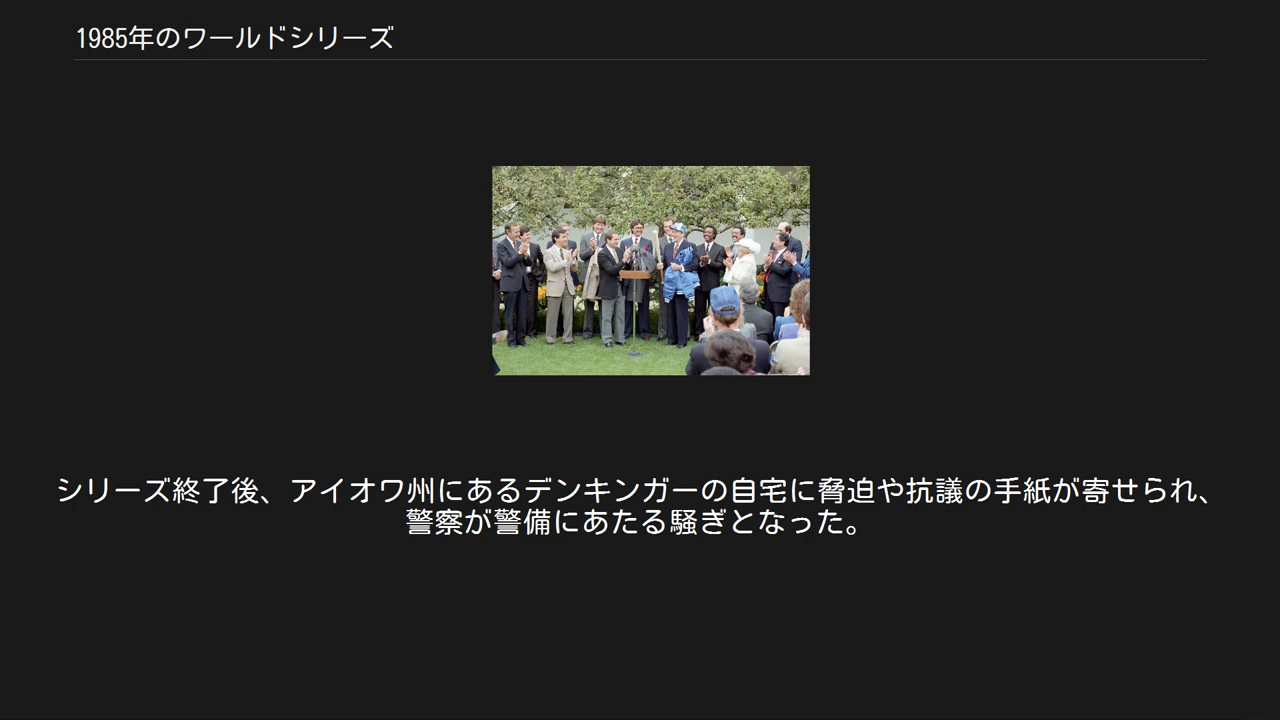 1985年のワールドシリーズ
シリーズ終了後、アイオワ州にあるデンキンガーの自宅に脅迫や抗議の手紙が寄せられ、
警察が警備にあたる騒ぎとなった。